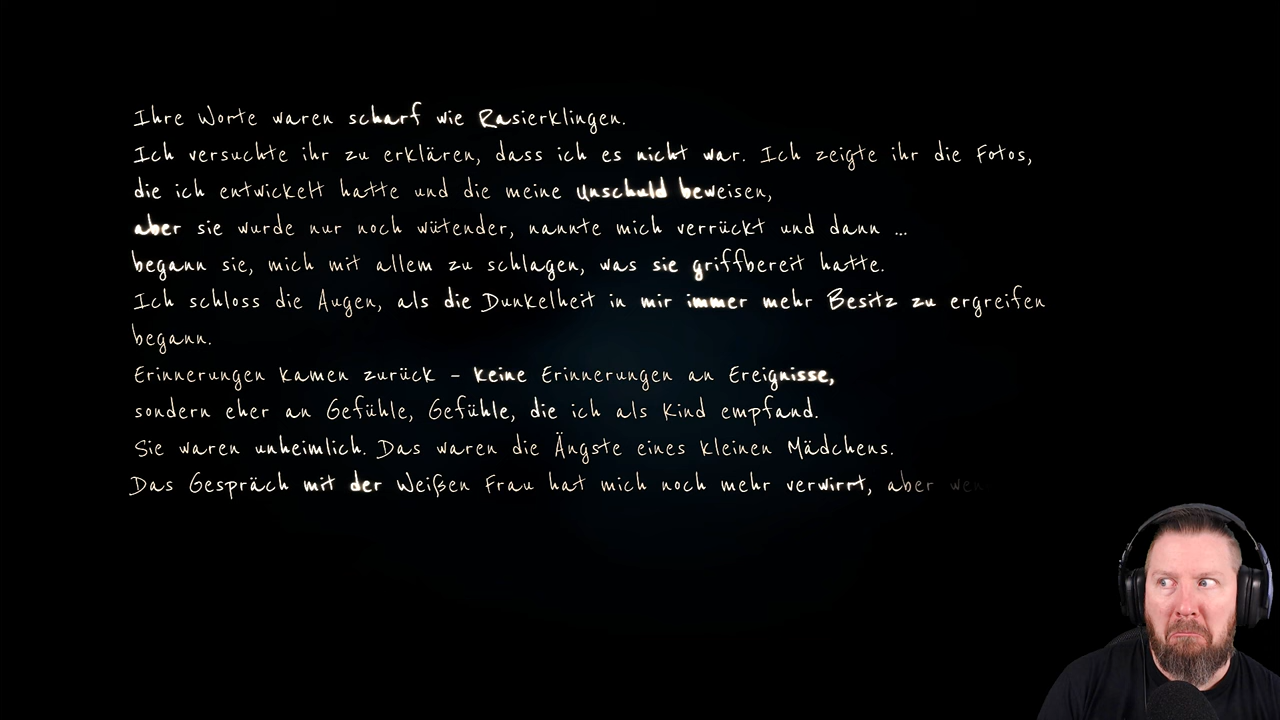 Ihre Worte waren scharf wie Rasierklingen.
Ich versuchte ihr zu erklären, dass ich es nicht war. Ich zeigte ihr die Fotos,
die ich entwickelt hatte und die meine Unschuld beweisen,
aber sie wurde nur noch wütender, nannte mich verrückt und dann ...
begann sie, mich mit allem zu schlagen, was sie griffbereit hatte.
Ich schloss die Augen, als die Dunkelheit in mir immer mehr Besitz zu ergreifen
begann.
Erinnerungen kamen zurück – keine Erinnerungen an Ereignisse,
sondern eher an Gefühle, Gefühle, die ich als Kind empfand.
Sie waren unheimlich. Das waren die Ängste eines kleinen Mädchens.
Das Gespräch mit der Weißen Frau hat mich noch mehr verwirrt, aber